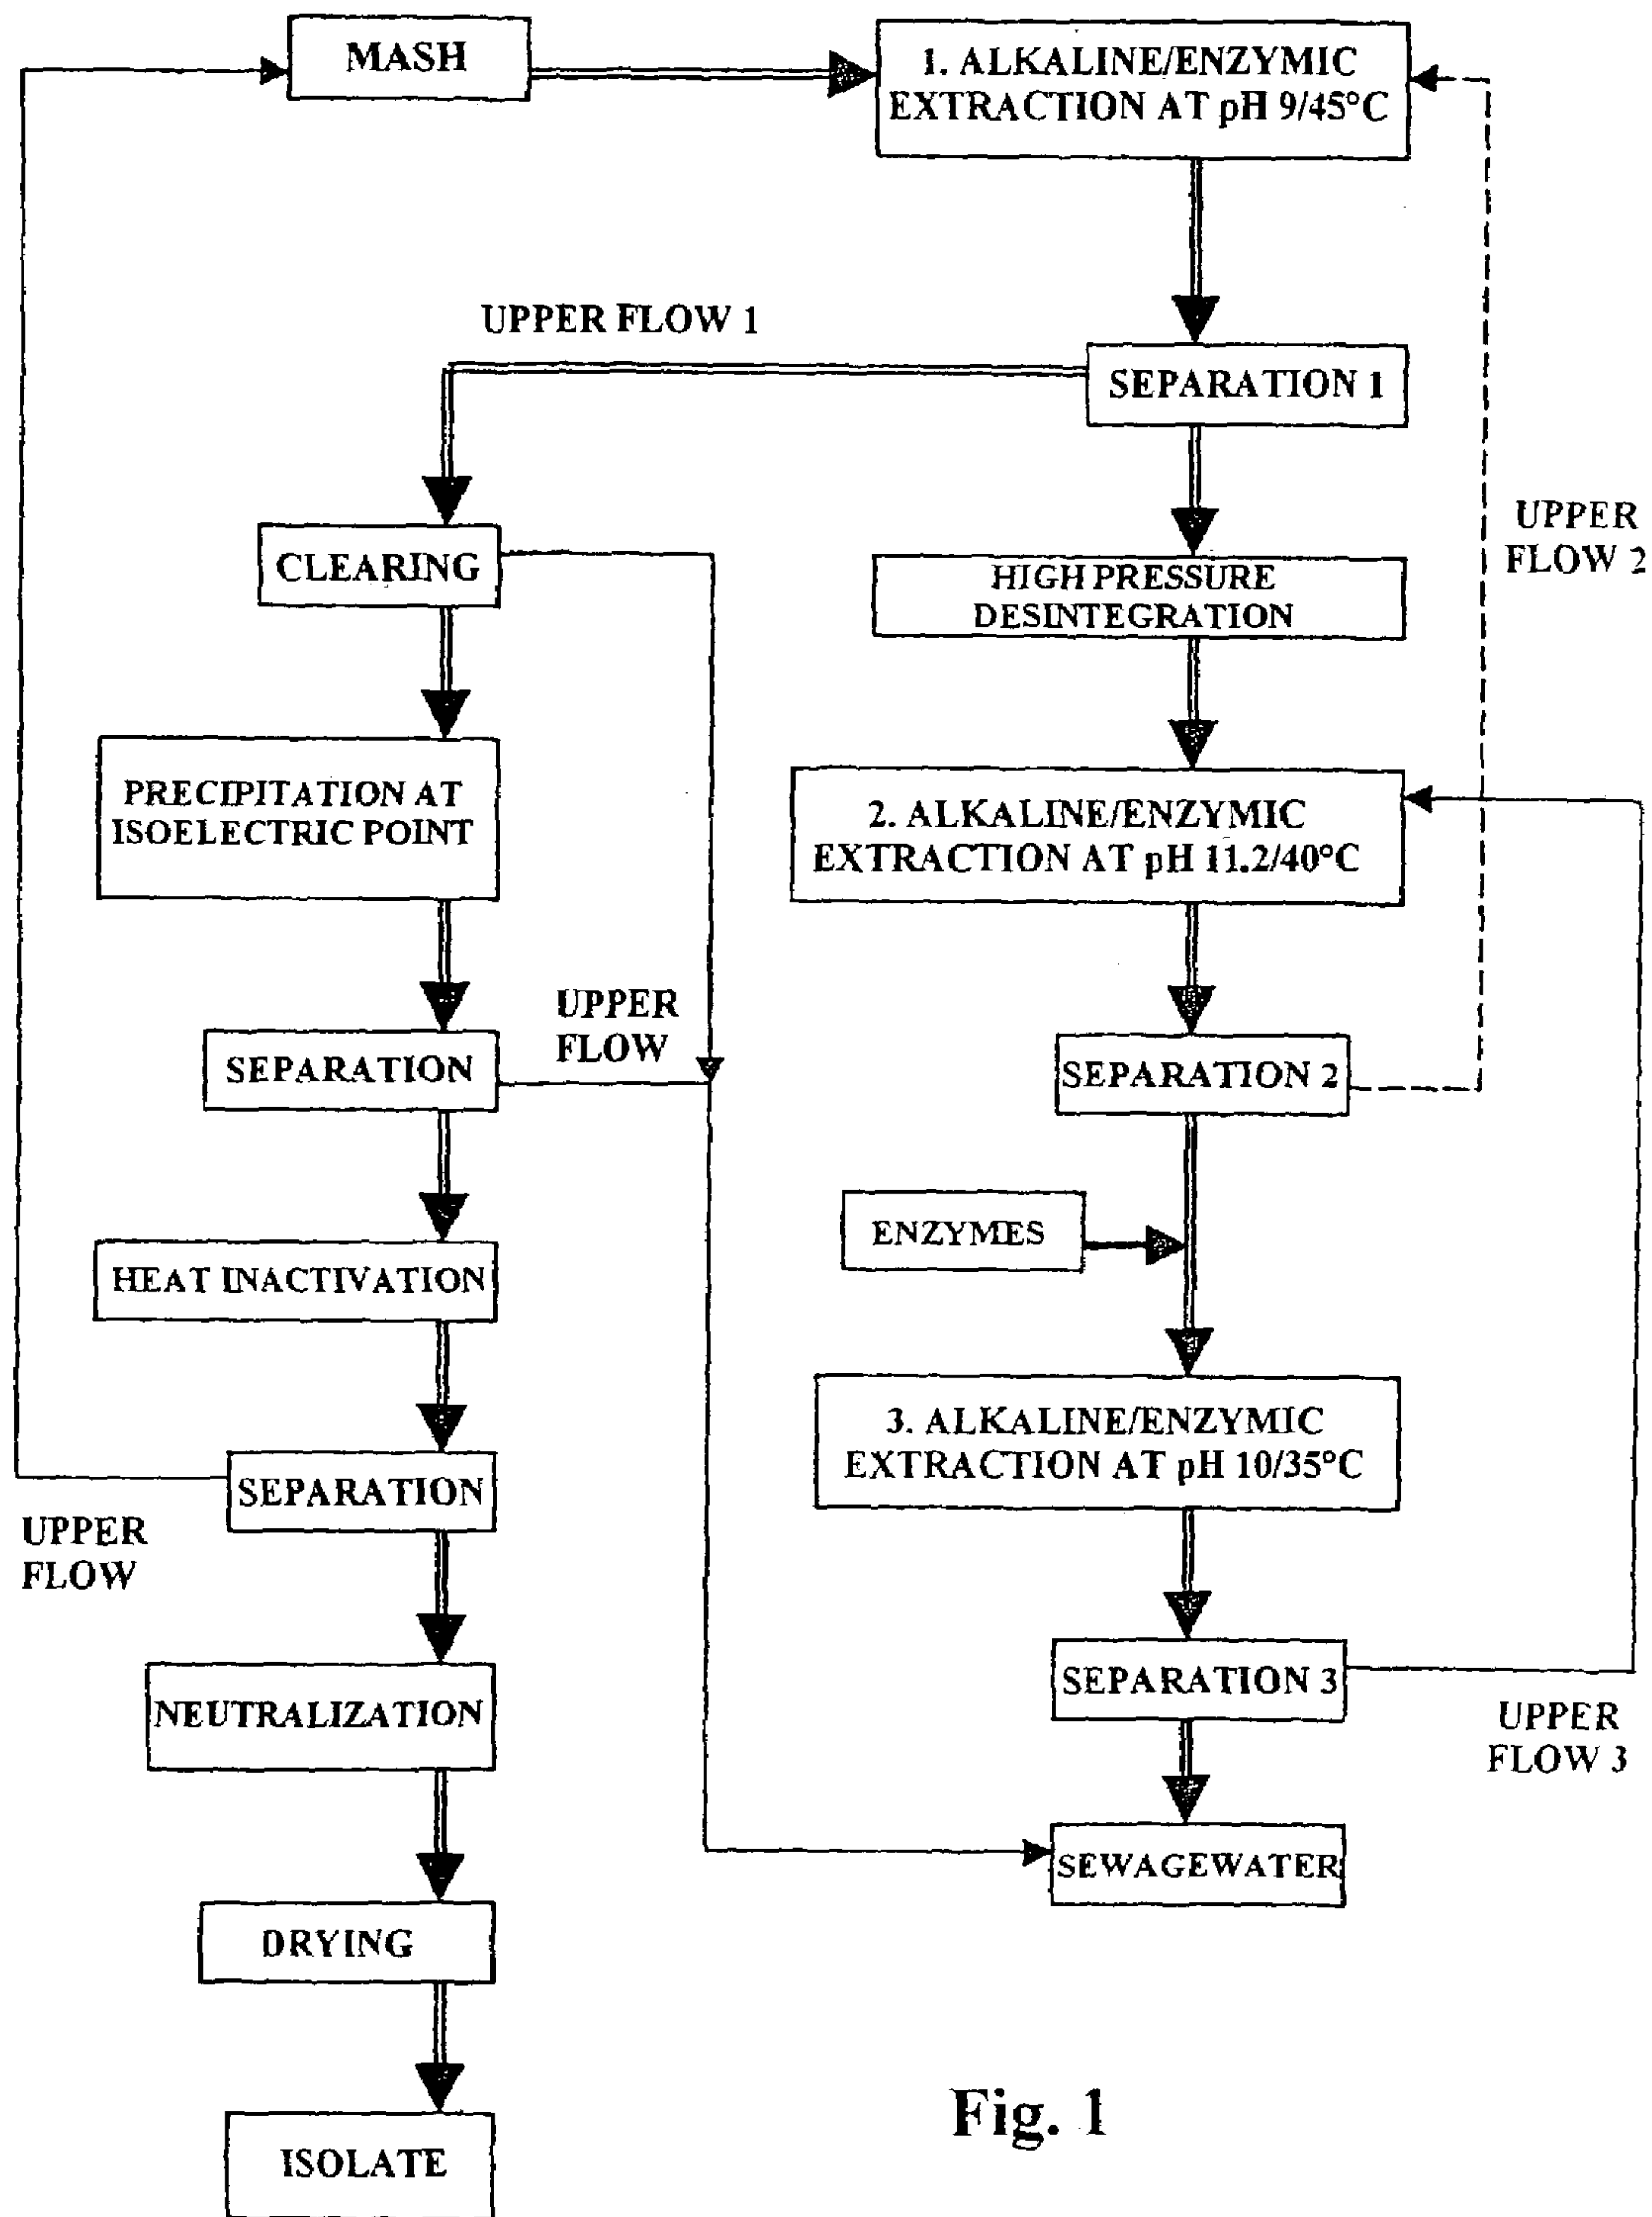 MASH
1. ALKALINE/ENZYMIC
EXTRACTION AT pH 9/45°C
UPPER FLOW 1
SEPARATION 1
UPPER
FLOW 2
CLEARING
HIGH PRESSURE
DESINTEGRATION
PRECIPITATION AT
ISOELECTRIC POINT
2. ALKALINE/ENZYMIC
EXTRACTION AT pH 11.2/40°C
UPPER
FLOW
SEPARATION
SEPARATION 2
ENZYMES
HEAT INACTIVATION
3. ALKALINE/ENZYMIC
EXTRACTION AT pH 10/35°C
SEPARATION
UPPER
FLOW
SEPARATION 3
NEUTRALIZATION
UPPER
FLOW 3
SEWAGEWATER
DRYING
Fig. 1
ISOLATE